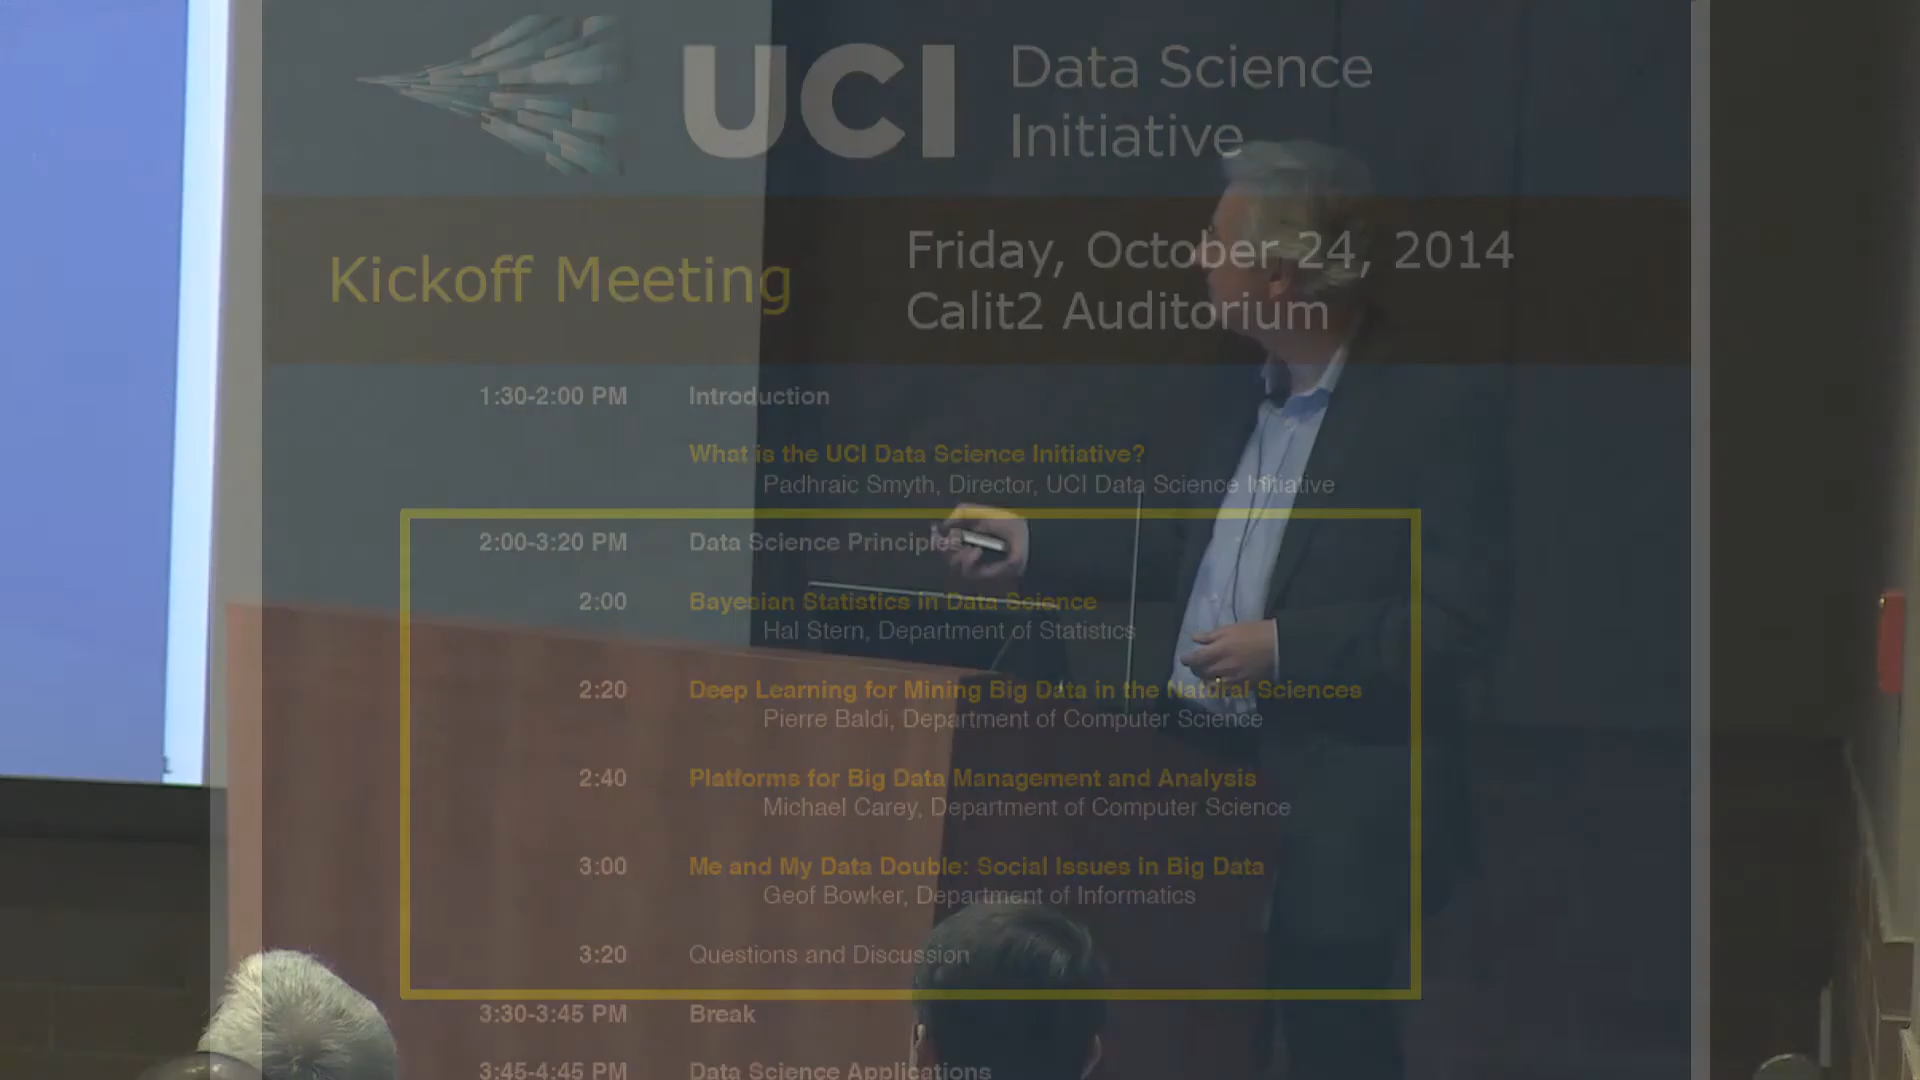 UCI Data Science
Initiative
Kickoff Meeting
Friday, October 24, 2014
Calit2 Auditorium
1:30-2:00 PM Introduction
What is the UCI Data Science Initiative?
Padhraic Smyth, Director, UCI Data Science Initiative
2:00-3:20 PM Data Science Principles
2:00 Bayesian Statistics in Data Science
Hal Stern, Department of Statistics
2:20 Deep Learning for Mining Big Data in the Natural Sciences
Pierre Baldi, Department of Computer Science
2:40 Platforms for Big Data Management and Analysis
Michael Carey, Department of Computer Science
3:00 Me and My Data Double: Social Issues in Big Data
Geof Bowker, Department of Informatics
3:20 Questions and Discussion
3:30-3:45 PM Break
3:45-4:45 PM Data Science Applications